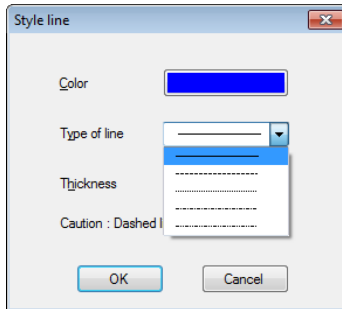 Style line
Color
Type of line
Thickness
Caution : Dashed
OK
Cancel